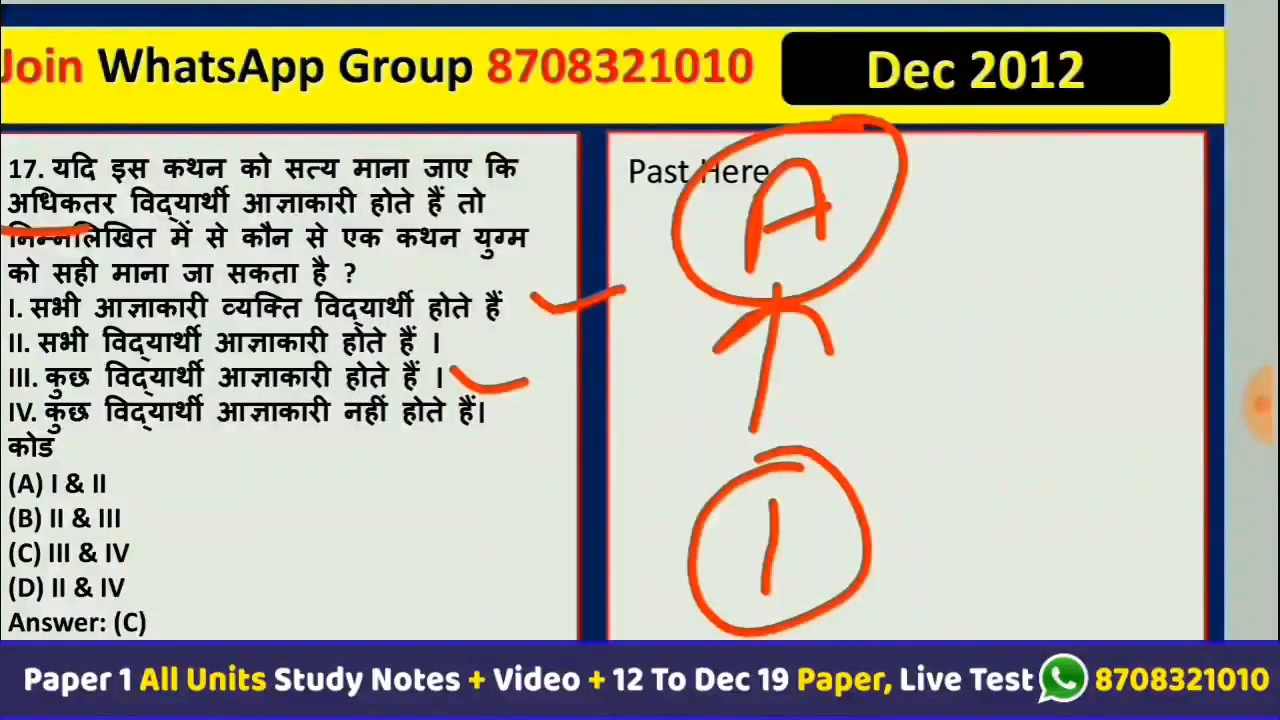 Join WhatsApp Group 8708321010
Dec 2012
17. यदि इस कथन को सत्य माना जाए कि
अधिकतर विद्यार्थी आज्ञाकारी होते हैं तो
निम्नलिखित में से कौन से एक कथन युग्म
को सही माना जा सकता है ?
I. सभी आज्ञाकारी व्यक्ति विद्यार्थी होते हैं
II. सभी विद्यार्थी आज्ञाकारी होते हैं ।
III. कुछ विद्यार्थी आज्ञाकारी होते हैं ।
IV. कुछ विद्यार्थी आज्ञाकारी नहीं होते हैं।
कोड
(A) I & II
(B) II & III
(C) III & IV
(D) II & IV
Answer: (C)
Past Here
A
I
Paper 1 All Units Study Notes + Video + 12 To Dec 19 Paper, Live Test 8708321010